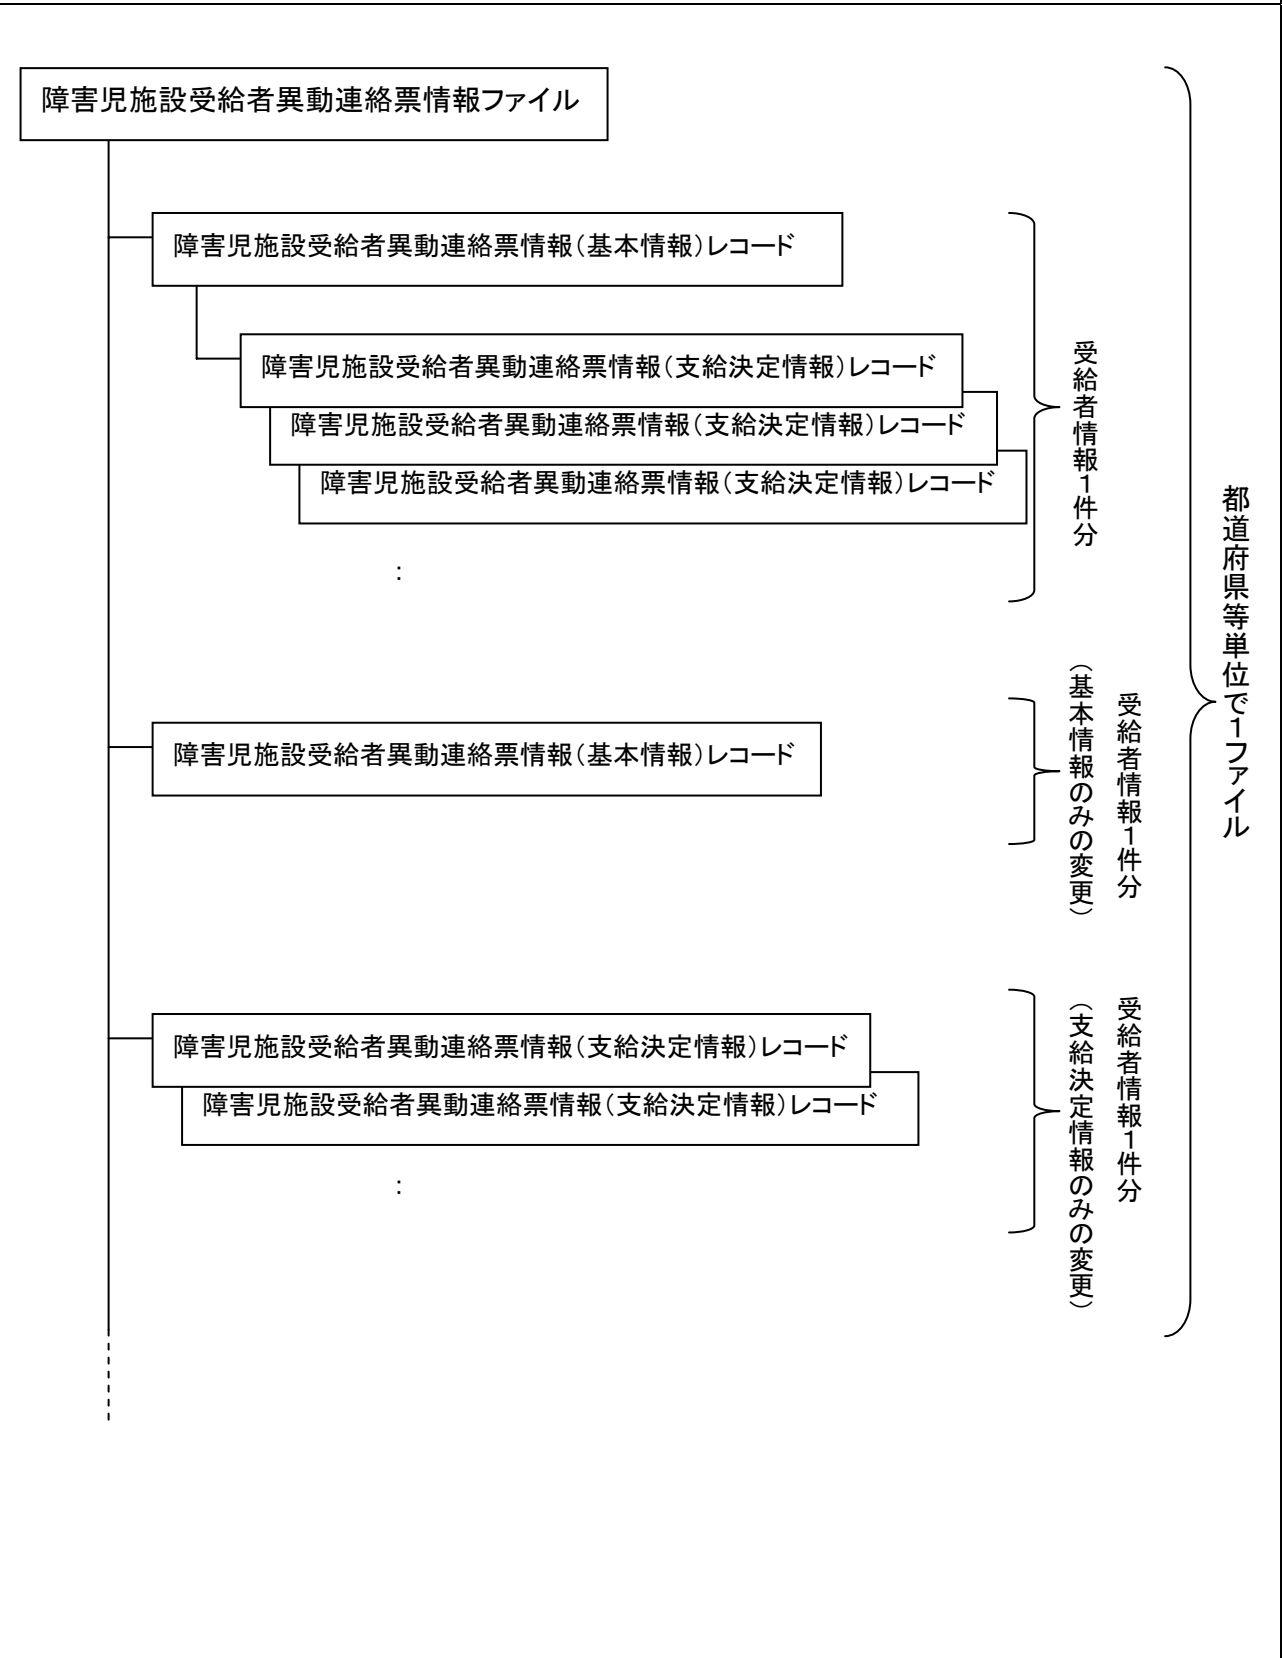 障害児施設受給者異動連絡票情報ファイル
障害児施設受給者異動連絡票情報（基本情報）レコード
障害児施設受給者異動連絡票情報（支給決定情報）レコード
障害児施設受給者異動連絡票情報（支給決定情報）レコード
障害児施設受給者異動連絡票情報（支給決定情報）レコード
：
受給者情報１件分
障害児施設受給者異動連絡票情報（基本情報）レコード
受給者情報１件分
（基本情報のみの変更）
障害児施設受給者異動連絡票情報（支給決定情報）レコード
障害児施設受給者異動連絡票情報（支給決定情報）レコード
：
受給者情報１件分
（支給決定情報のみの変更）
都道府県等単位で１ファイル